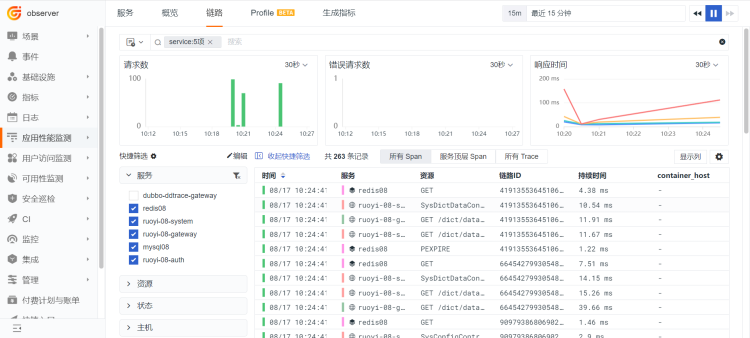 observer
服务 概览 链路 Profile BETA 生成指标
15m 最近 15 分钟
场景
事件
基础设施
指标
日志
应用性能监测
用户访问监测
可用性监测
安全巡检
CI
监控
集成
管理
付费计划与账单
service:5项 × 搜索
请求数 30秒
100
0
10:12 10:15 10:18 10:21 10:24 10:27
错误请求数 30秒
1
0
10:12 10:15 10:18 10:21 10:24 10:27
响应时间 30秒
200 ms
100 ms
0
10:20 10:21 10:22 10:23 10:24
快捷筛选 编辑 收起快捷筛选 共 263 条记录 所有 Span 服务顶层 Span 所有 Trace 显示列
服务
dubbo-ddtrace-gateway
redis08
ruoyi-08-system
ruoyi-08-gateway
mysql08
ruoyi-08-auth
资源
状态
主机
时间 服务 资源 链路ID 持续时间 container_host
08/17 10:24:41 redis08 GET 41913553645106... 4.38 ms -
08/17 10:24:41 ruoyi-08-s... SysDictDataCon... 41913553645106... 10.54 ms -
08/17 10:24:41 ruoyi-08-g... GET /dict/data... 41913553645106... 11.91 ms -
08/17 10:24:41 ruoyi-08-s... GET /dict/data... 41913553645106... 11.67 ms -
08/17 10:24:41 redis08 PEXPIRE 41913553645106... 1.22 ms -
08/17 10:24:41 redis08 GET 66454279930548... 7.51 ms -
08/17 10:24:41 ruoyi-08-s... SysDictDataCon... 66454279930548... 14.15 ms -
08/17 10:24:41 ruoyi-08-s... GET /dict/data... 66454279930548... 15.26 ms -
08/17 10:24:41 ruoyi-08-g... GET /dict/data... 66454279930548... 39.66 ms -
08/17 10:24:41 redis08 GET 90979386806902... 1.46 ms -
08/17 10:24:41 ruoyi-08-s... SysConfigContr... 90979386806902... 2.9 ms -